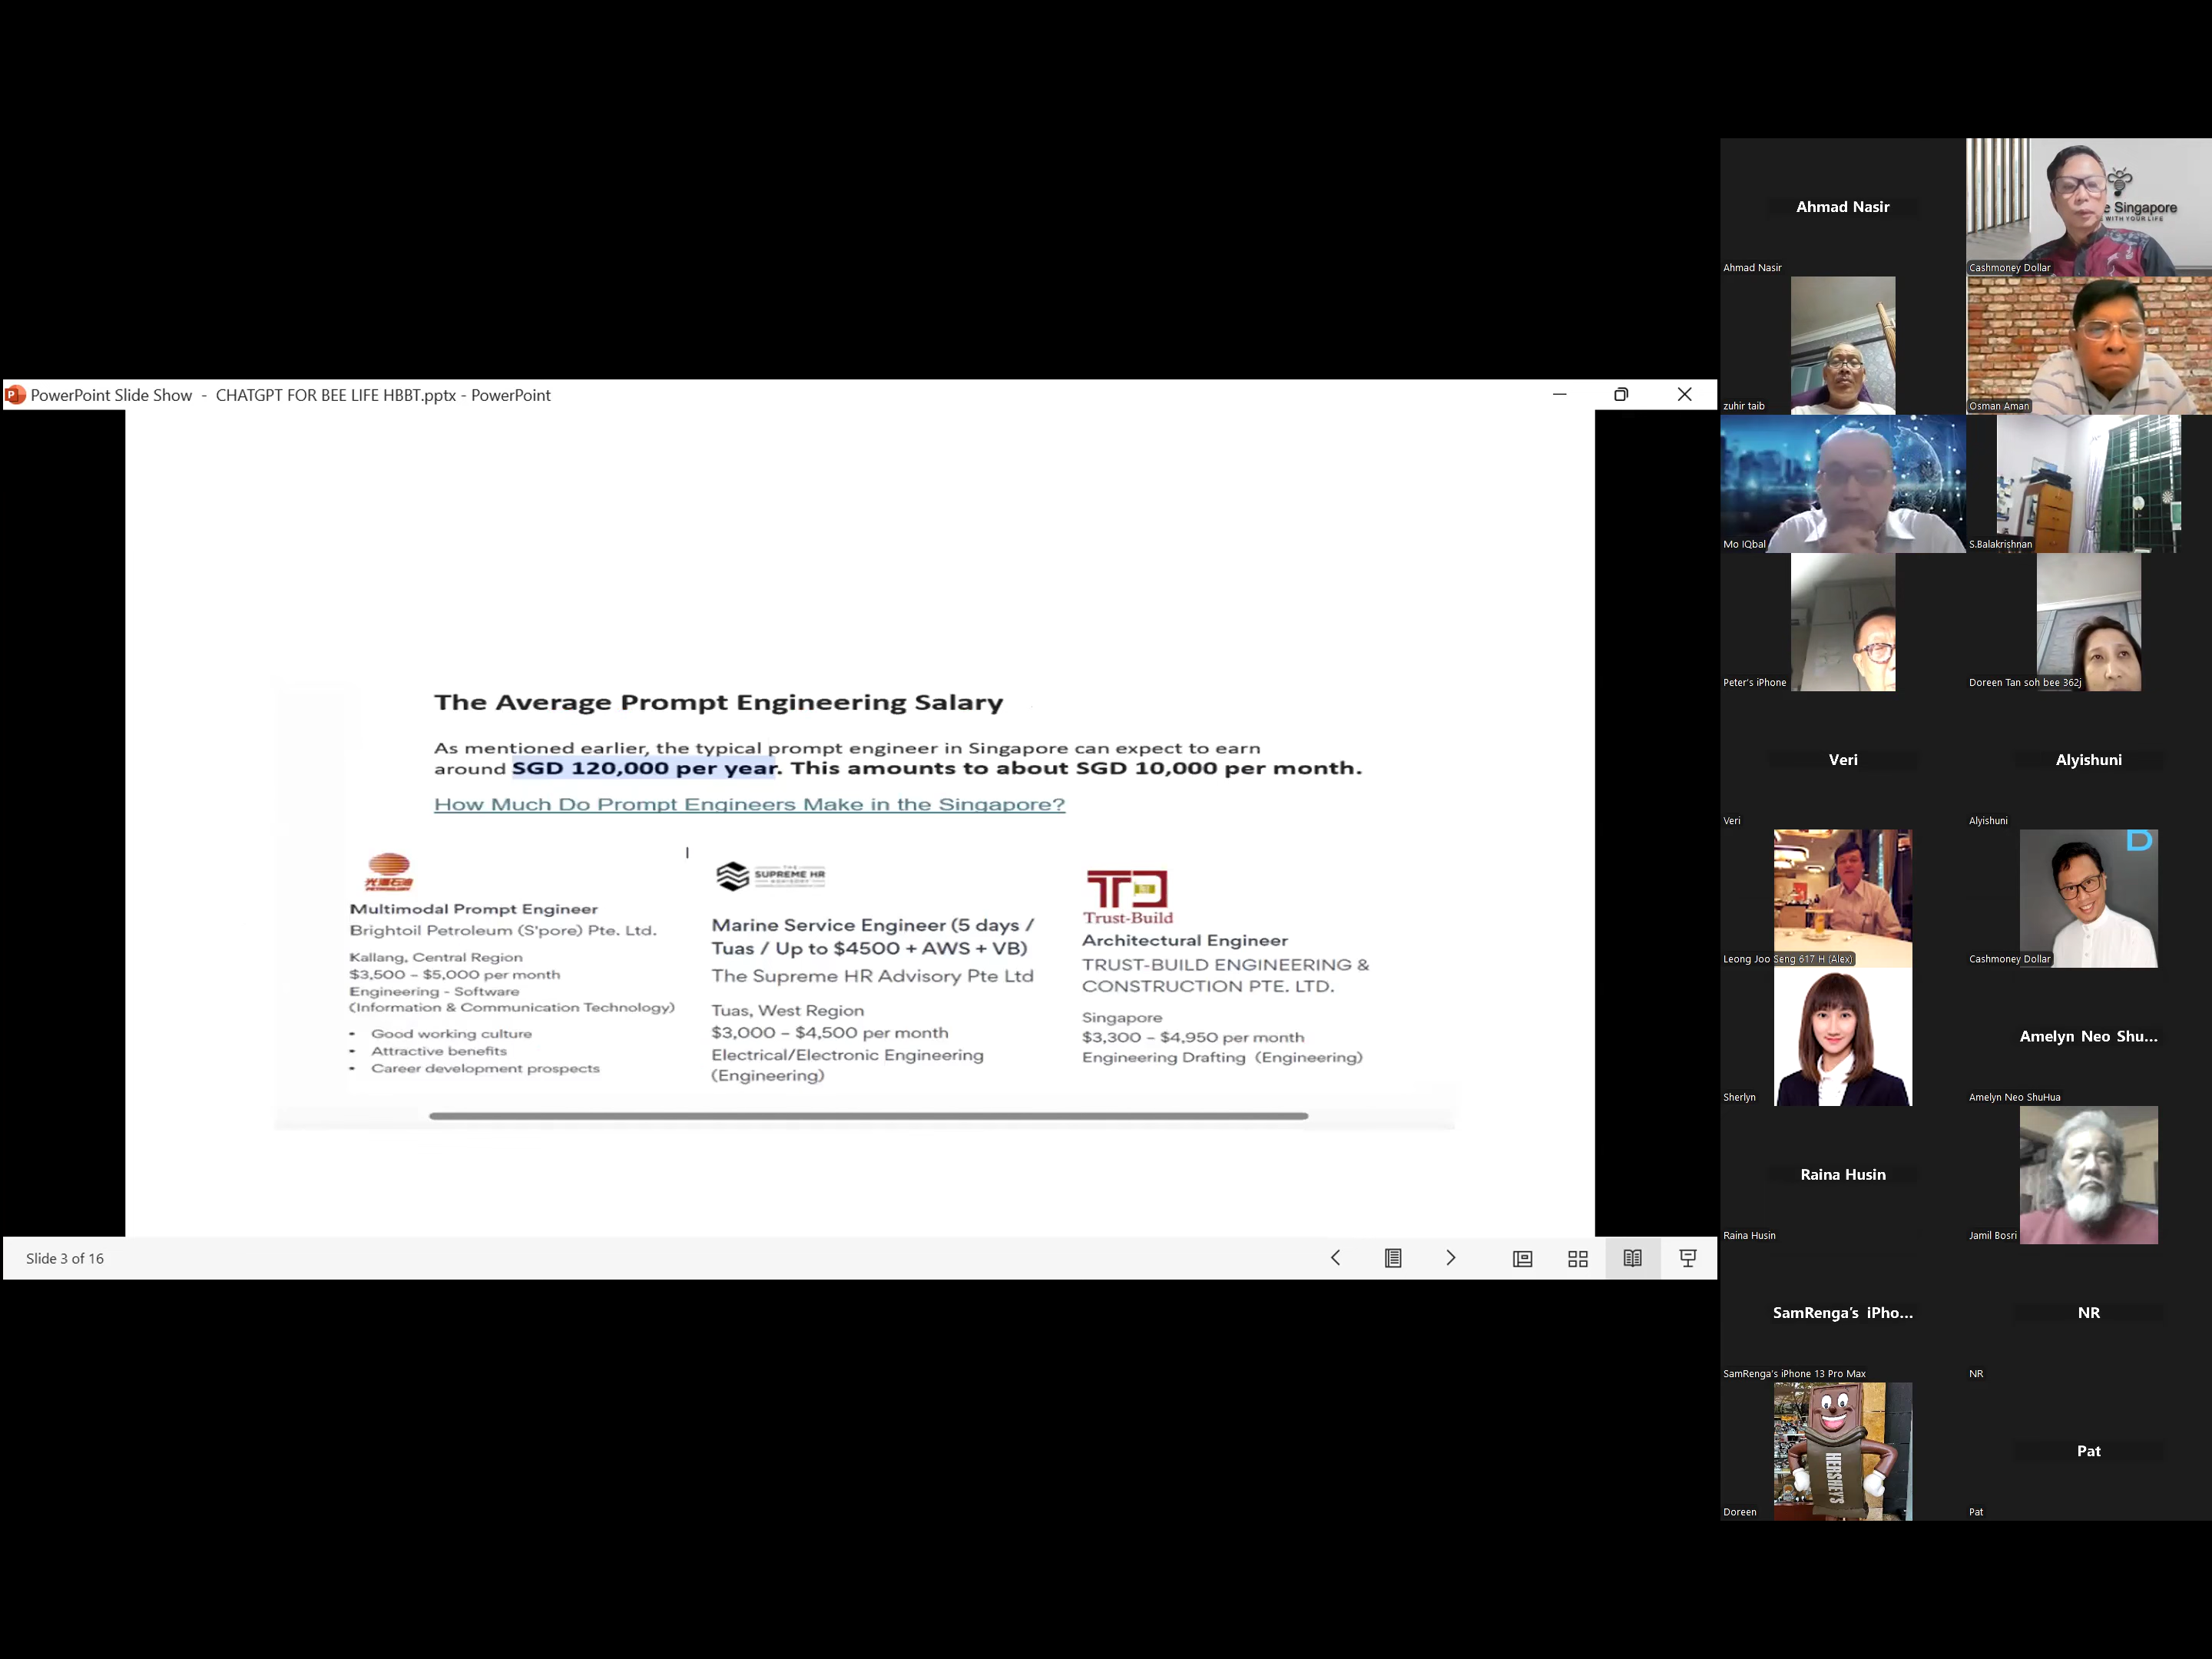 PowerPoint Slide Show - CHATGPT FOR BEE LIFE HBBT.pptx - PowerPoint
The Average Prompt Engineering Salary
As mentioned earlier, the typical prompt engineer in Singapore can expect to earn
around SGD 120,000 per year. This amounts to about SGD 10,000 per month.
How Much Do Prompt Engineers Make in the Singapore?
光滙石油
Multimodal Prompt Engineer
Brightoil Petroleum (S'pore) Pte. Ltd.
Kallang, Central Region
$3,500 – $5,000 per month
Engineering - Software
(Information & Communication Technology)
• Good working culture
• Attractive benefits
• Career development prospects
THE
SUPREME HR
Marine Service Engineer (5 days /
Tuas / Up to $4500 + AWS + VB)
The Supreme HR Advisory Pte Ltd
Tuas, West Region
$3,000 – $4,500 per month
Electrical/Electronic Engineering
(Engineering)
Trust-Build
Architectural Engineer
TRUST-BUILD ENGINEERING &
CONSTRUCTION PTE. LTD.
Singapore
$3,300 – $4,950 per month
Engineering Drafting (Engineering)
Slide 3 of 16
Ahmad Nasir
Ahmad Nasir
e Singapore
WITH YOUR LIFE
Cashmoney Dollar
zuhir taib
Osman Aman
Mo IQbal
S.Balakrishnan
Peter's iPhone
Doreen Tan soh bee 362j
Veri
Veri
Alyishuni
Alyishuni
Leong Joo Seng 617 H (Alex)
Cashmoney Dollar
Sherlyn
Amelyn Neo Shu...
Amelyn Neo ShuHua
Raina Husin
Raina Husin
Jamil Bosri
SamRenga's iPho...
SamRenga's iPhone 13 Pro Max
NR
NR
HERSHEY'S
Doreen
Pat
Pat